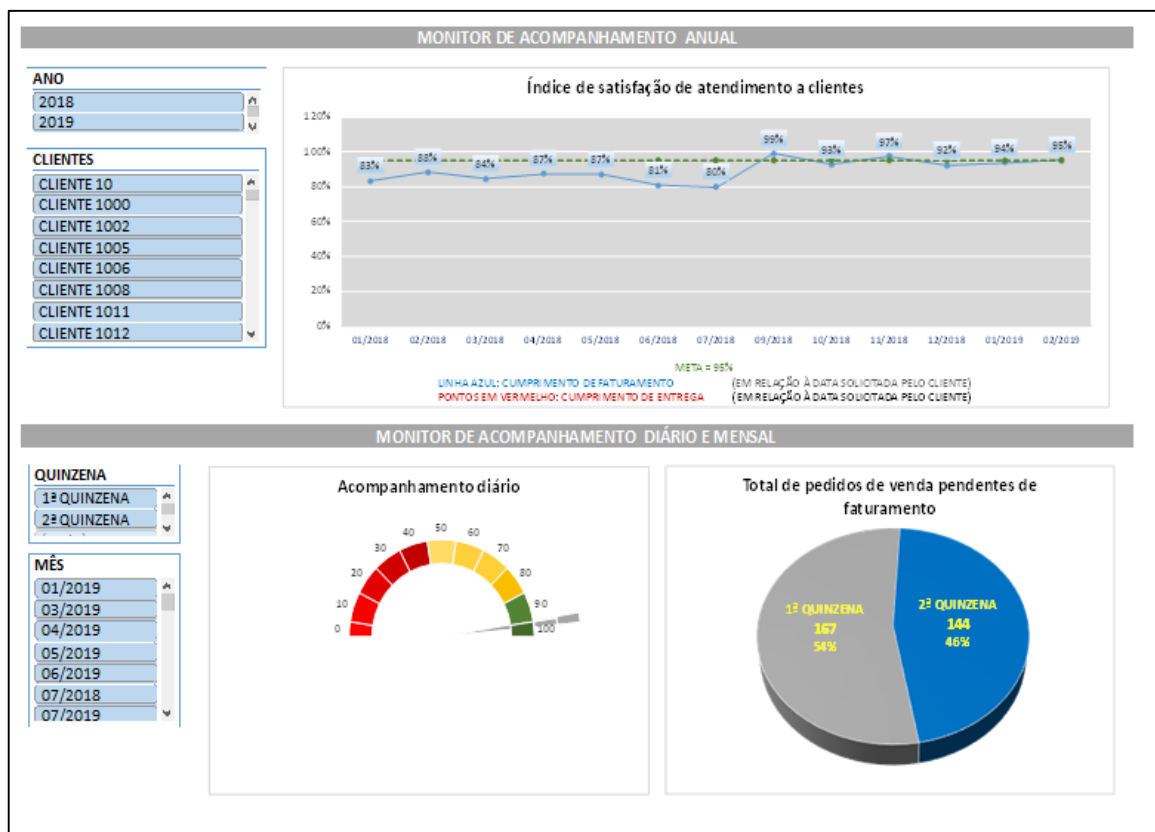 MONITOR DE ACOMPANHAMENTO ANUAL
ANO
2018
2019
CLIENTES
CLIENTE 10
CLIENTE 1000
CLIENTE 1002
CLIENTE 1005
CLIENTE 1006
CLIENTE 1008
CLIENTE 1011
CLIENTE 1012
Índice de satisfação de atendimento a clientes
120%
100%
80%
60%
40%
20%
0%
83%
88%
84%
87%
87%
81%
80%
99%
93%
97%
92%
94%
95%
01/2018
02/2018
03/2018
04/2018
05/2018
06/2018
07/2018
09/2018
10/2018
11/2018
12/2018
01/2019
02/2019
META = 95%
LINHA AZUL: CUMPRIMENTO DE FATURAMENTO (EM RELAÇÃO À DATA SOLICITADA PELO CLIENTE)
PONTOS EM VERMELHO: CUMPRIMENTO DE ENTREGA (EM RELAÇÃO À DATA SOLICITADA PELO CLIENTE)
MONITOR DE ACOMPANHAMENTO DIÁRIO E MENSAL
QUINZENA
1ª QUINZENA
2ª QUINZENA
MÊS
01/2019
03/2019
04/2019
05/2019
06/2019
07/2018
07/2019
Acompanhamento diário
0
10
20
30
40
50
60
70
80
90
100
Total de pedidos de venda pendentes de
faturamento
1ª QUINZENA
167
54%
2ª QUINZENA
144
46%